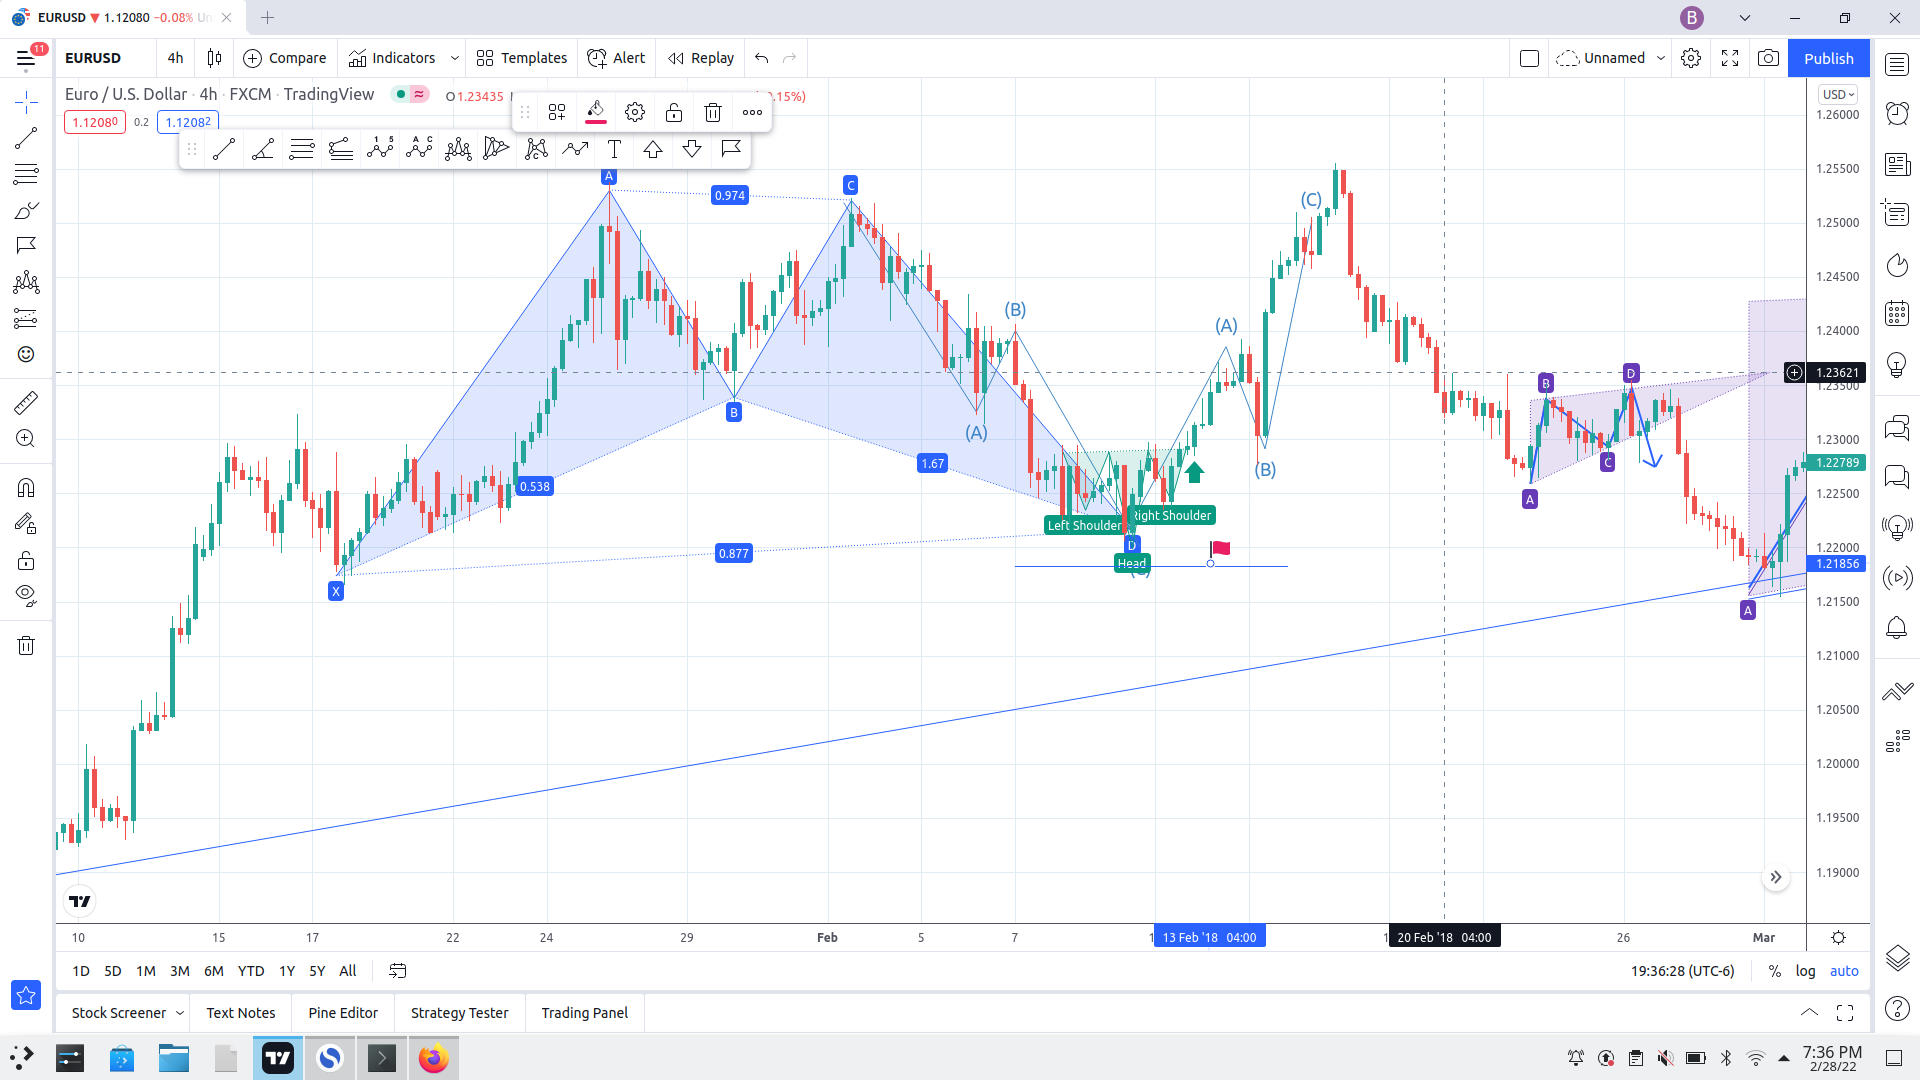 EURUSD ▼ 1.12080 −0.08% Un
B
11
EURUSD
4h
Compare
Indicators
Templates
Alert
Replay
Unnamed
Publish
Euro / U.S. Dollar · 4h · FXCM · TradingView
O1.23435
.15%)
USD
1.12080
0.2
1.12082
1 5
A C
T
A
0.974
C
B
0.538
1.67
0.877
X
(A)
(B)
Left Shoulder
Right Shoulder
D
Head
(C)
(A)
(B)
(C)
A
B
C
D
A
1.26000
1.25500
1.25000
1.24500
1.24000
1.23621
1.23500
1.23000
1.22789
1.22500
1.22000
1.21856
1.21500
1.21000
1.20500
1.20000
1.19500
1.19000
10
15
17
22
24
29
Feb
5
7
13 Feb '18 04:00
20 Feb '18 04:00
26
Mar
1D 5D 1M 3M 6M YTD 1Y 5Y All
19:36:28 (UTC-6)
% log auto
Stock Screener
Text Notes
Pine Editor
Strategy Tester
Trading Panel
7:36 PM
2/28/22